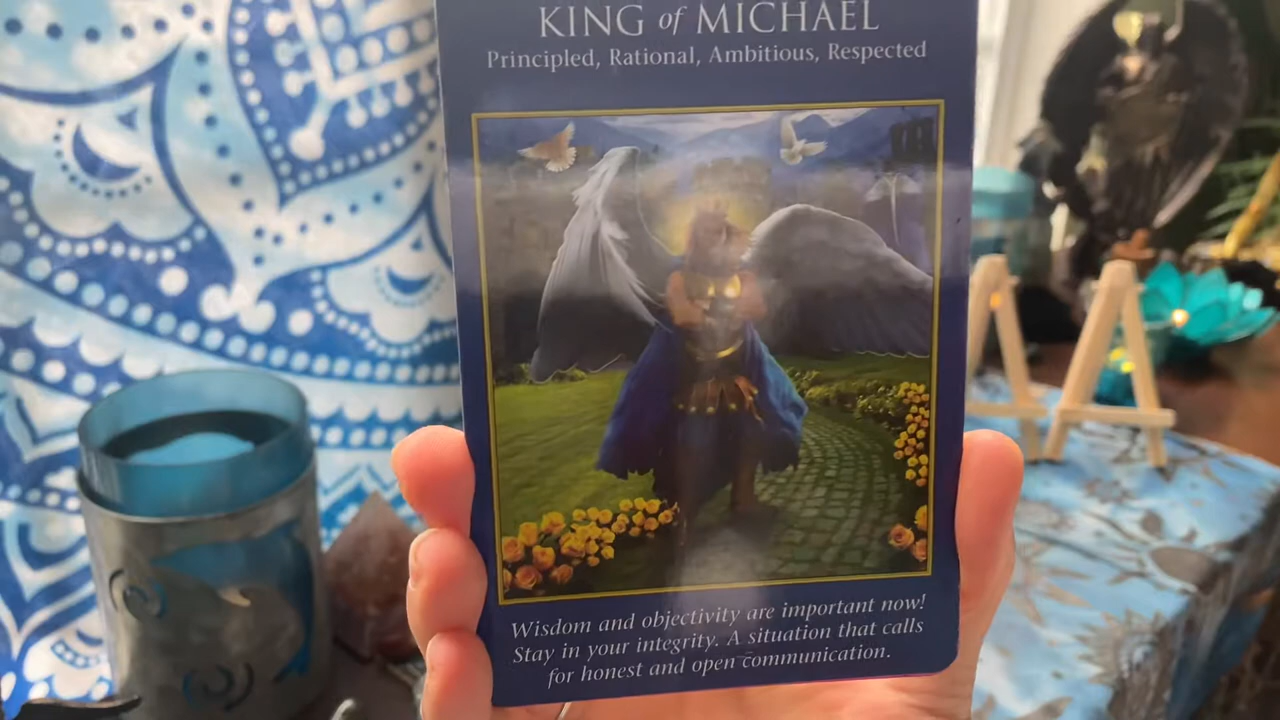 KING of MICHAEL
Principled, Rational, Ambitious, Respected
Wisdom and objectivity are important now!
Stay in your integrity. A situation that calls
for honest and open communication.